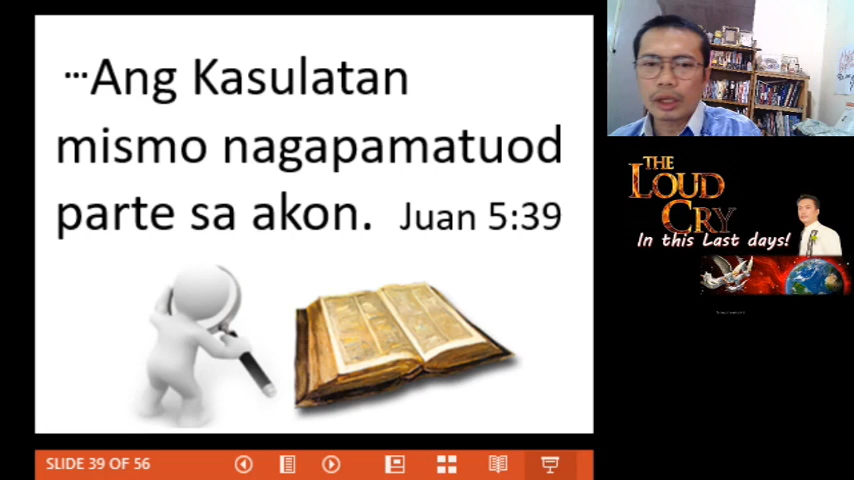 ...Ang Kasulatan
mismo nagapamatuod
parte sa akon. Juan 5:39
THE
LOUD
CRY
In this Last days!
SLIDE 39 OF 56